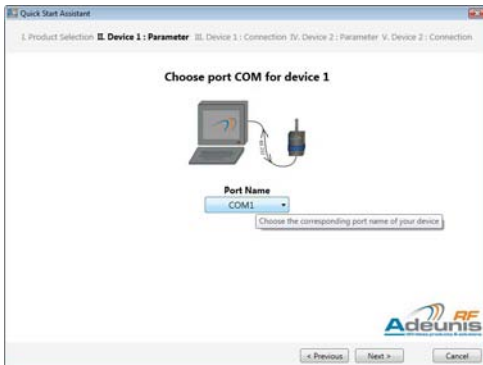 Quick Start Assistant
I. Product Selection II. Device 1 : Parameter III. Device 1 : Connection IV. Device 2 : Parameter V. Device 2 : Connection
Choose port COM for device 1
Port Name
COM1
Choose the corresponding port name of your device
Adeunis RF
< Previous Next > Cancel